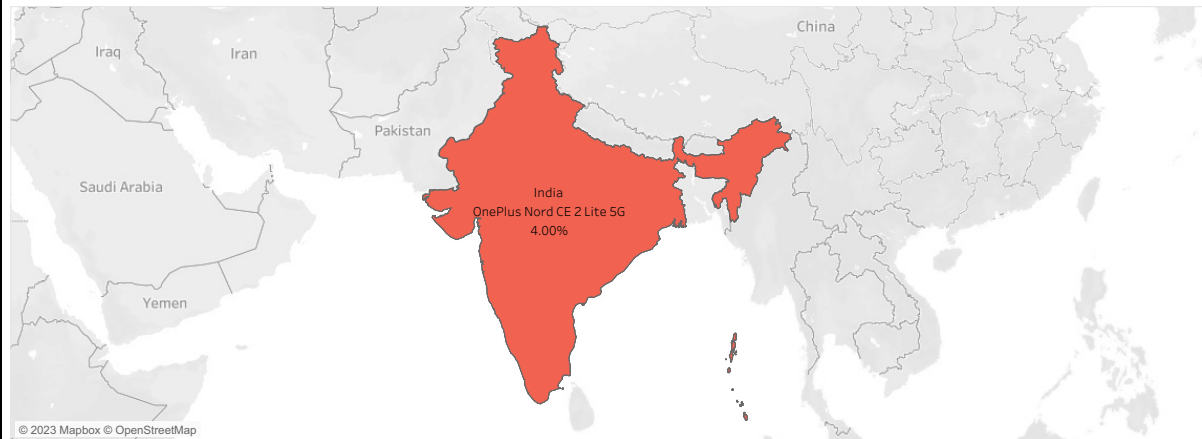 China
Iraq
Iran
Pakistan
Saudi Arabia
India
OnePlus Nord CE 2 Lite 5G
4.00%
Yemen
© 2023 Mapbox © OpenStreetMap